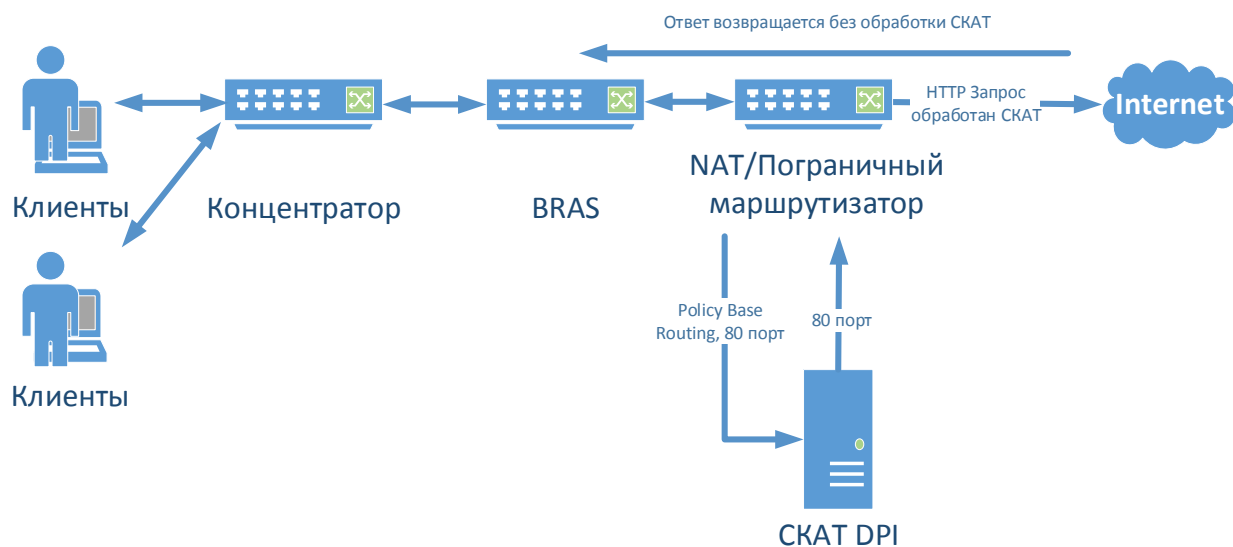 Ответ возвращается без обработки СКАТ
HTTP Запрос
обработан СКАТ
Internet
Клиенты
Концентратор
BRAS
NAT/Пограничный
маршрутизатор
Policy Base
Routing, 80 порт
80 порт
Клиенты
СКАТ DPI